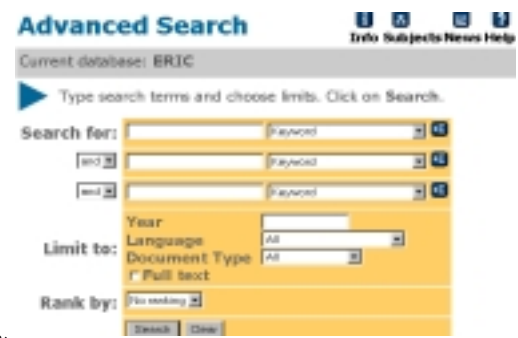 Advanced Search
Info Subjects News Help
Current database: ERIC
Type search terms and choose limits. Click on Search.
Search for: Keyword
and Keyword
and Keyword
Year
Language All
Limit to:
Document Type All
Full text
Rank by: No ranking
Search Clear